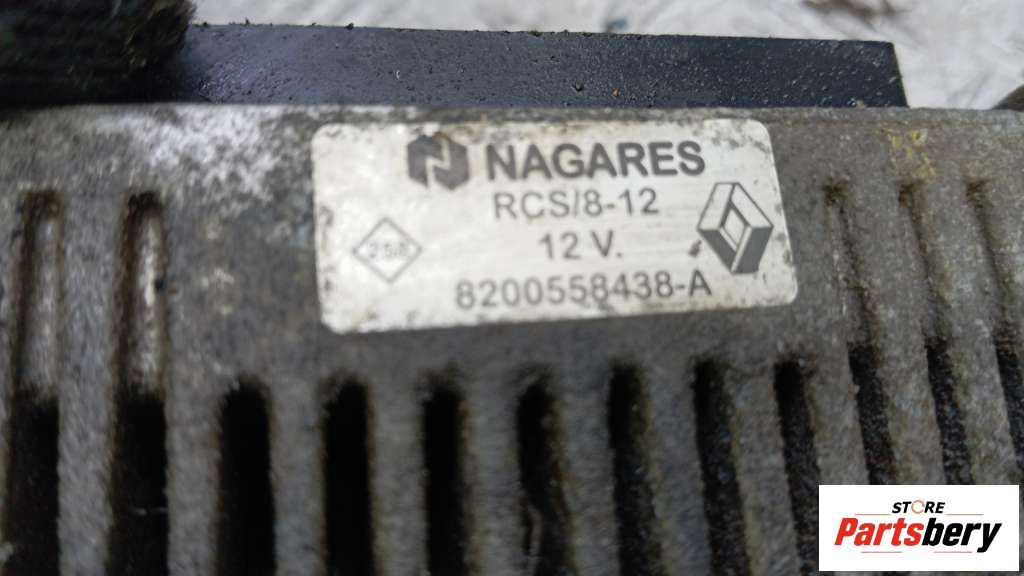 NAGARES
RCS/8-12
12 V.
8200558438-A
STORE
Partsbery